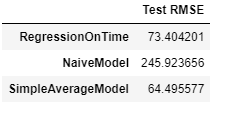 Test RMSE
RegressionOnTime 73.404201
NaiveModel 245.923656
SimpleAverageModel 64.495577